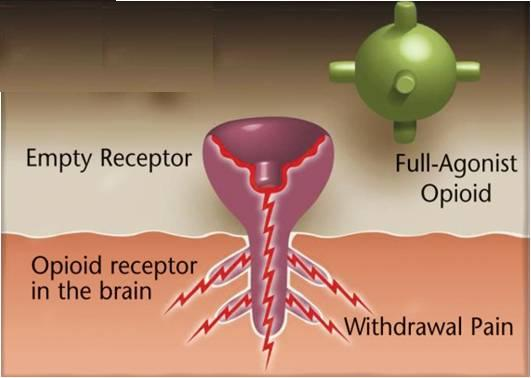 Empty Receptor
Full-Agonist
Opioid
Opioid receptor
in the brain
Withdrawal Pain